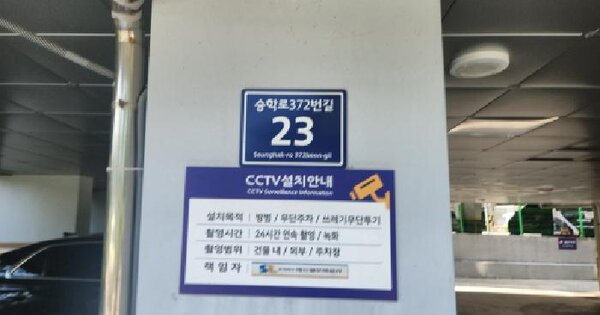 승학로372번길
23
Seunghak-ro 372beon-gil
CCTV설치안내
CCTV Surveillance Information
설치목적 | 방범 / 무단주차 / 쓰레기무단투기
촬영시간 | 24시간 연속 촬영 / 녹화
촬영범위 | 건물 내 / 외부 / 주차장
책임자